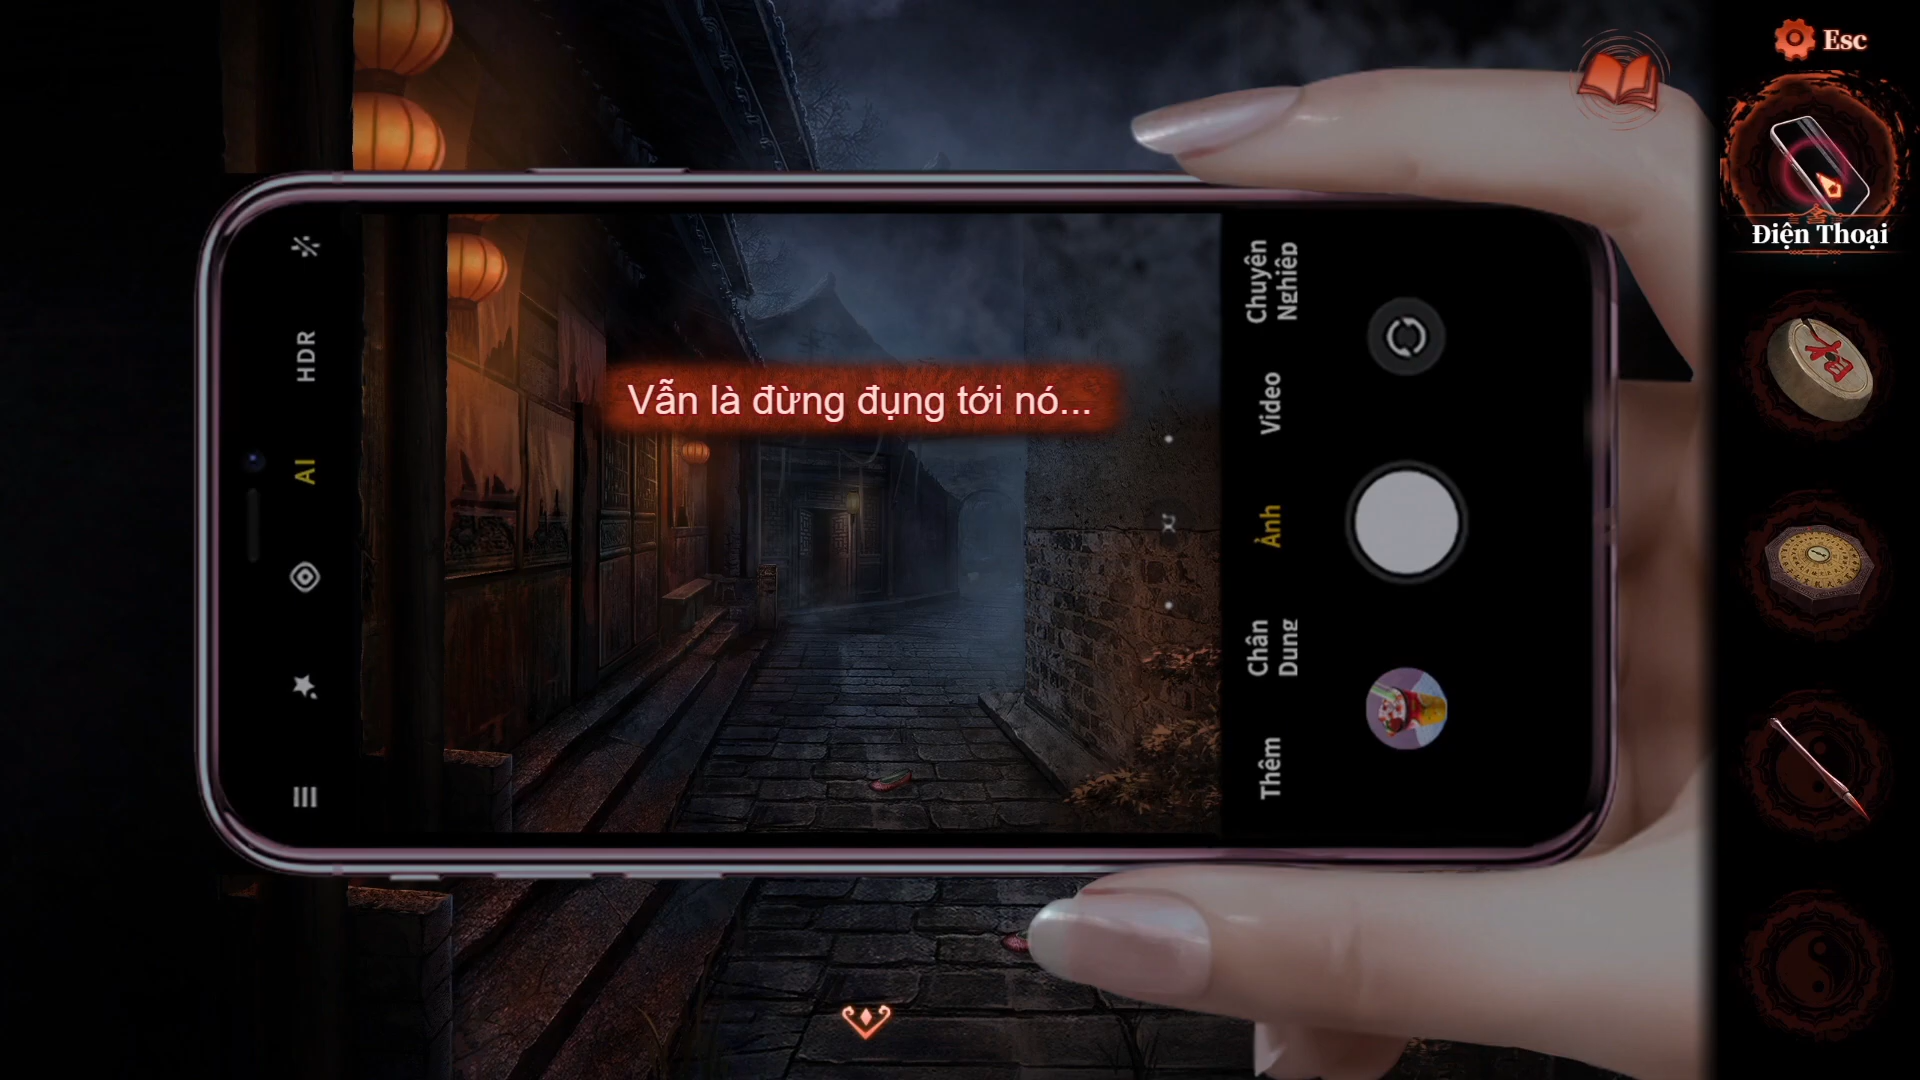 Esc
Điện Thoại
Vẫn là đừng đụng tới nó...
HDR
AI
Chuyên
Nghiệp
Video
Ảnh
Chân
Dung
Thêm